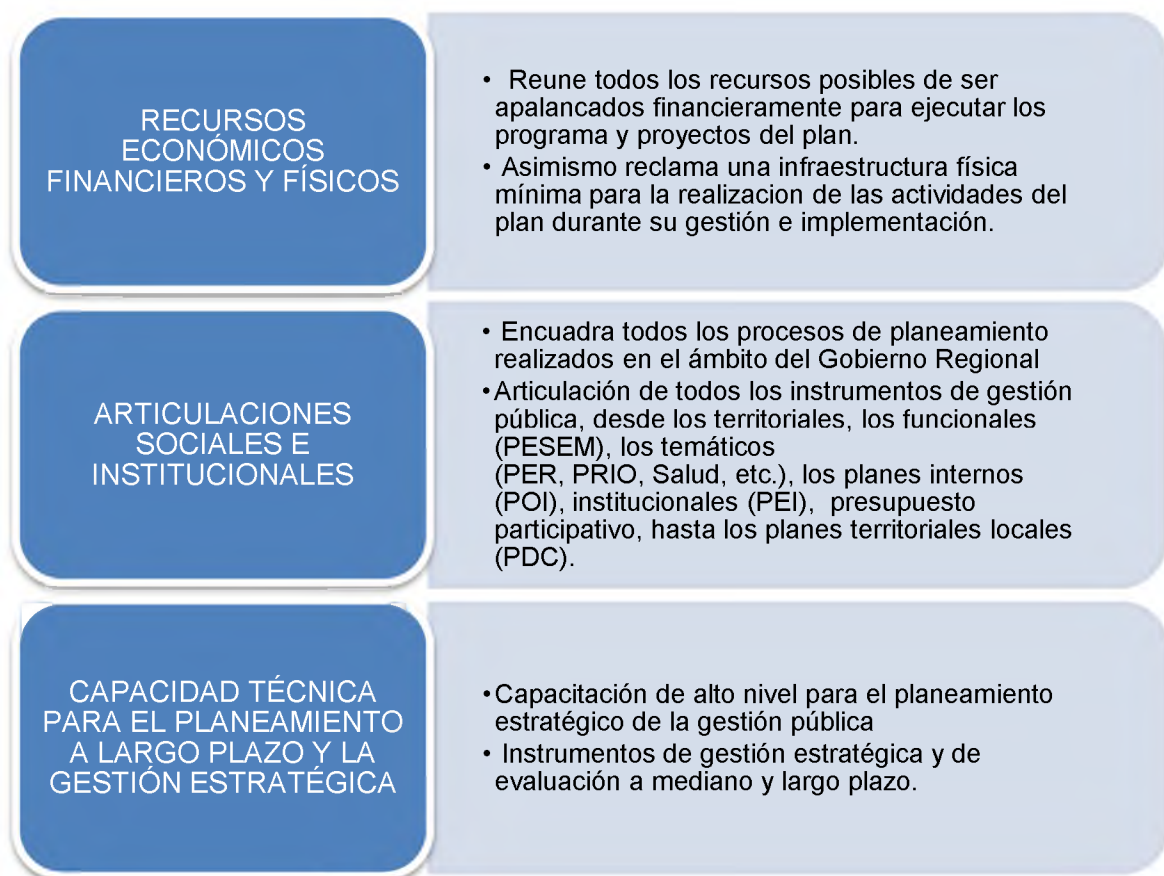 RECURSOS
ECONÓMICOS
FINANCIEROS Y FÍSICOS
• Reune todos los recursos posibles de ser
apalancados financieramente para ejecutar los
programa y proyectos del plan.
• Asimismo reclama una infraestructura física
mínima para la realizacion de las actividades del
plan durante su gestión e implementación.
ARTICULACIONES
SOCIALES E
INSTITUCIONALES
• Encuadra todos los procesos de planeamiento
realizados en el ámbito del Gobierno Regional
•Articulación de todos los instrumentos de gestión
pública, desde los territoriales, los funcionales
(PESEM), los temáticos
(PER, PRIO, Salud, etc.), los planes internos
(POI), institucionales (PEI), presupuesto
participativo, hasta los planes territoriales locales
(PDC).
CAPACIDAD TÉCNICA
PARA EL PLANEAMIENTO
A LARGO PLAZO Y LA
GESTIÓN ESTRATÉGICA
•Capacitación de alto nivel para el planeamiento
estratégico de la gestión pública
• Instrumentos de gestión estratégica y de
evaluación a mediano y largo plazo.